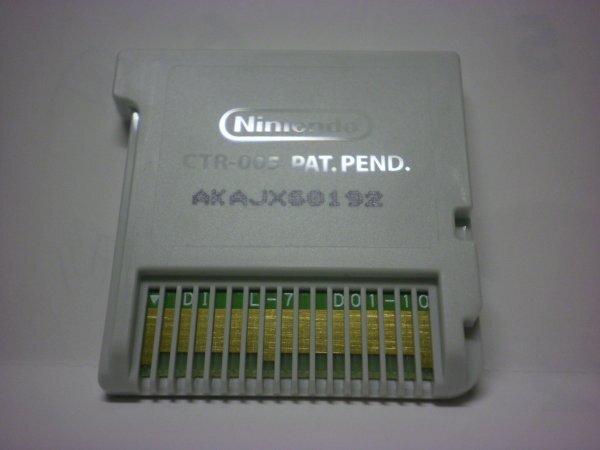 Nintendo
CTR-005 PAT. PEND.
AKAJX60192
DI L-7 D01-10